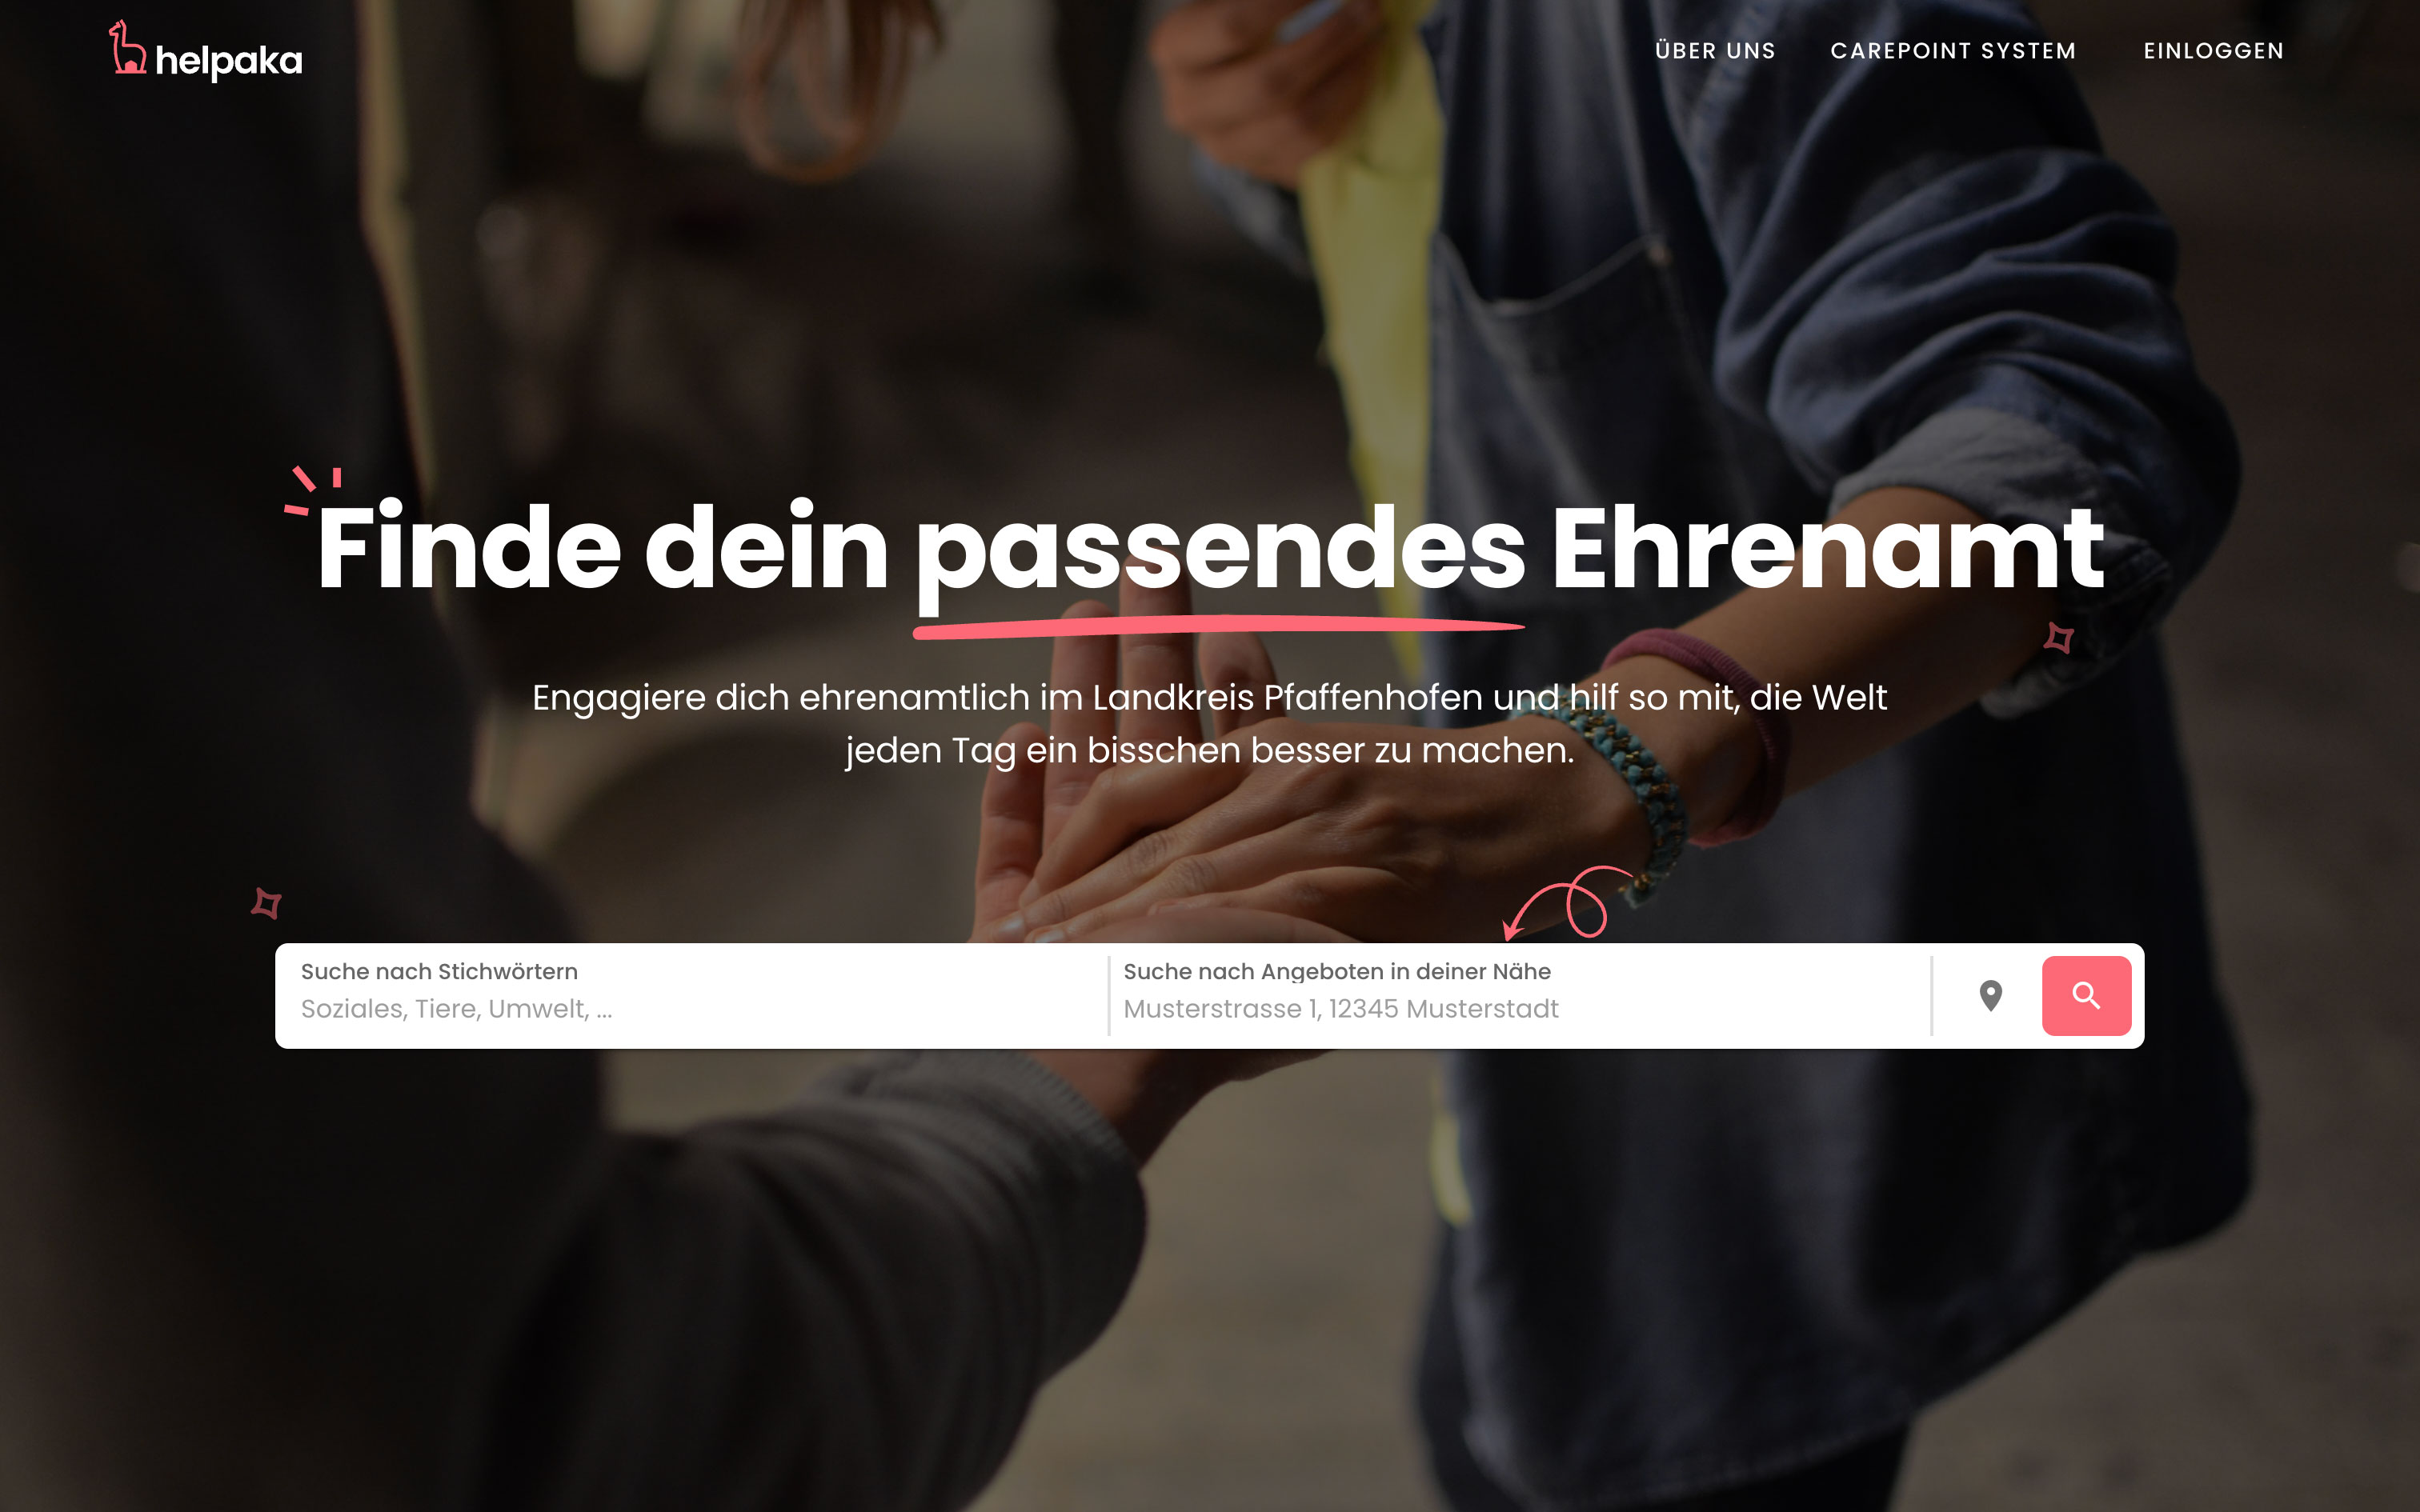 helpaka
ÜBER UNS
CAREPOINT SYSTEM
EINLOGGEN
Finde dein passendes Ehrenamt
Engagiere dich ehrenamtlich im Landkreis Pfaffenhofen und hilf so mit, die Welt
jeden Tag ein bisschen besser zu machen.
Suche nach Stichwörtern
Soziales, Tiere, Umwelt, ...
Suche nach Angeboten in deiner Nähe
Musterstrasse 1, 12345 Musterstadt